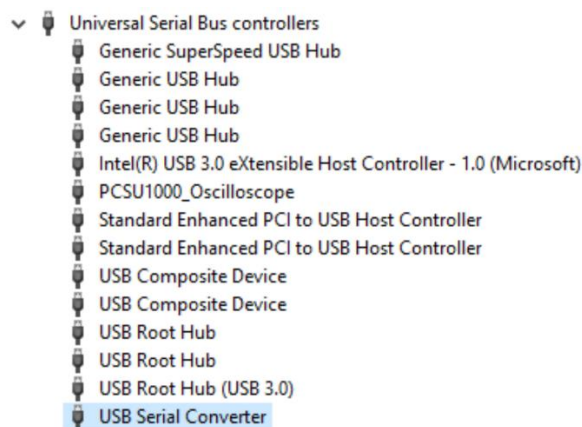 Universal Serial Bus controllers
Generic SuperSpeed USB Hub
Generic USB Hub
Generic USB Hub
Generic USB Hub
Intel(R) USB 3.0 eXtensible Host Controller - 1.0 (Microsoft)
PCSU1000_Oscilloscope
Standard Enhanced PCI to USB Host Controller
Standard Enhanced PCI to USB Host Controller
USB Composite Device
USB Composite Device
USB Root Hub
USB Root Hub
USB Root Hub (USB 3.0)
USB Serial Converter